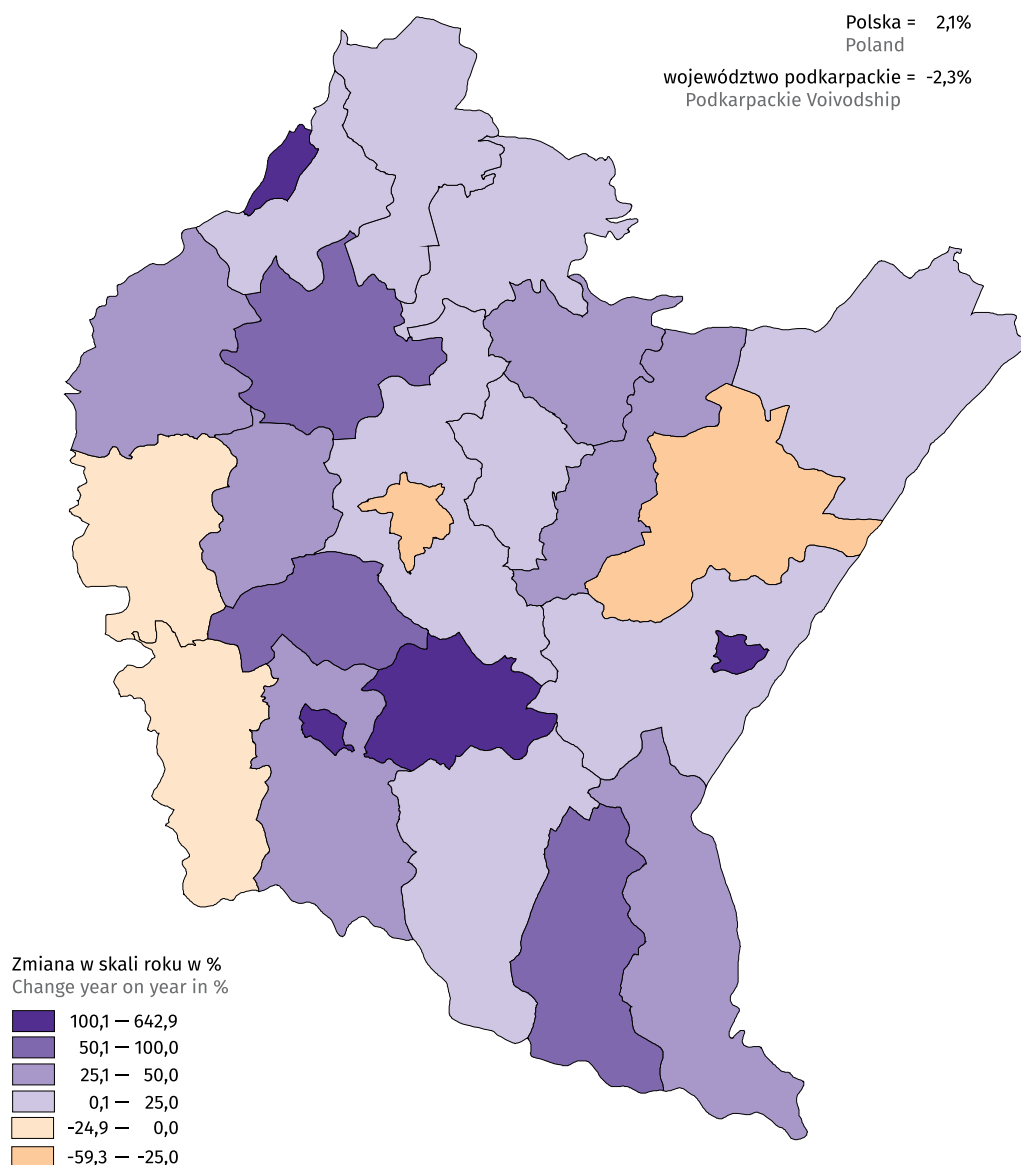 Polska = 2,1%
Poland
województwo podkarpackie = -2,3%
Podkarpackie Voivodship
Zmiana w skali roku w %
Change year on year in %
100,1 — 642,9
50,1 — 100,0
25,1 — 50,0
0,1 — 25,0
-24,9 — 0,0
-59,3 — -25,0